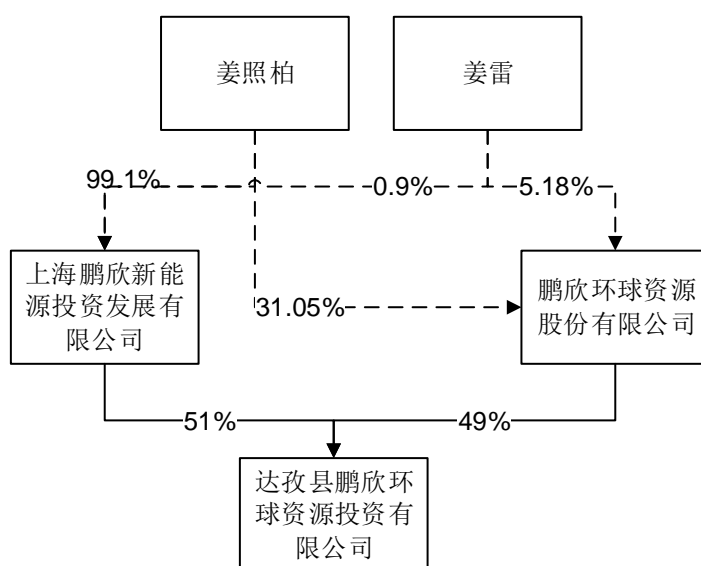 姜照柏
姜雷
99.1%
0.9%
5.18%
上海鹏欣新能
源投资发展有
限公司
31.05%
鹏欣环球资源
股份有限公司
51%
49%
达孜县鹏欣环
球资源投资有
限公司